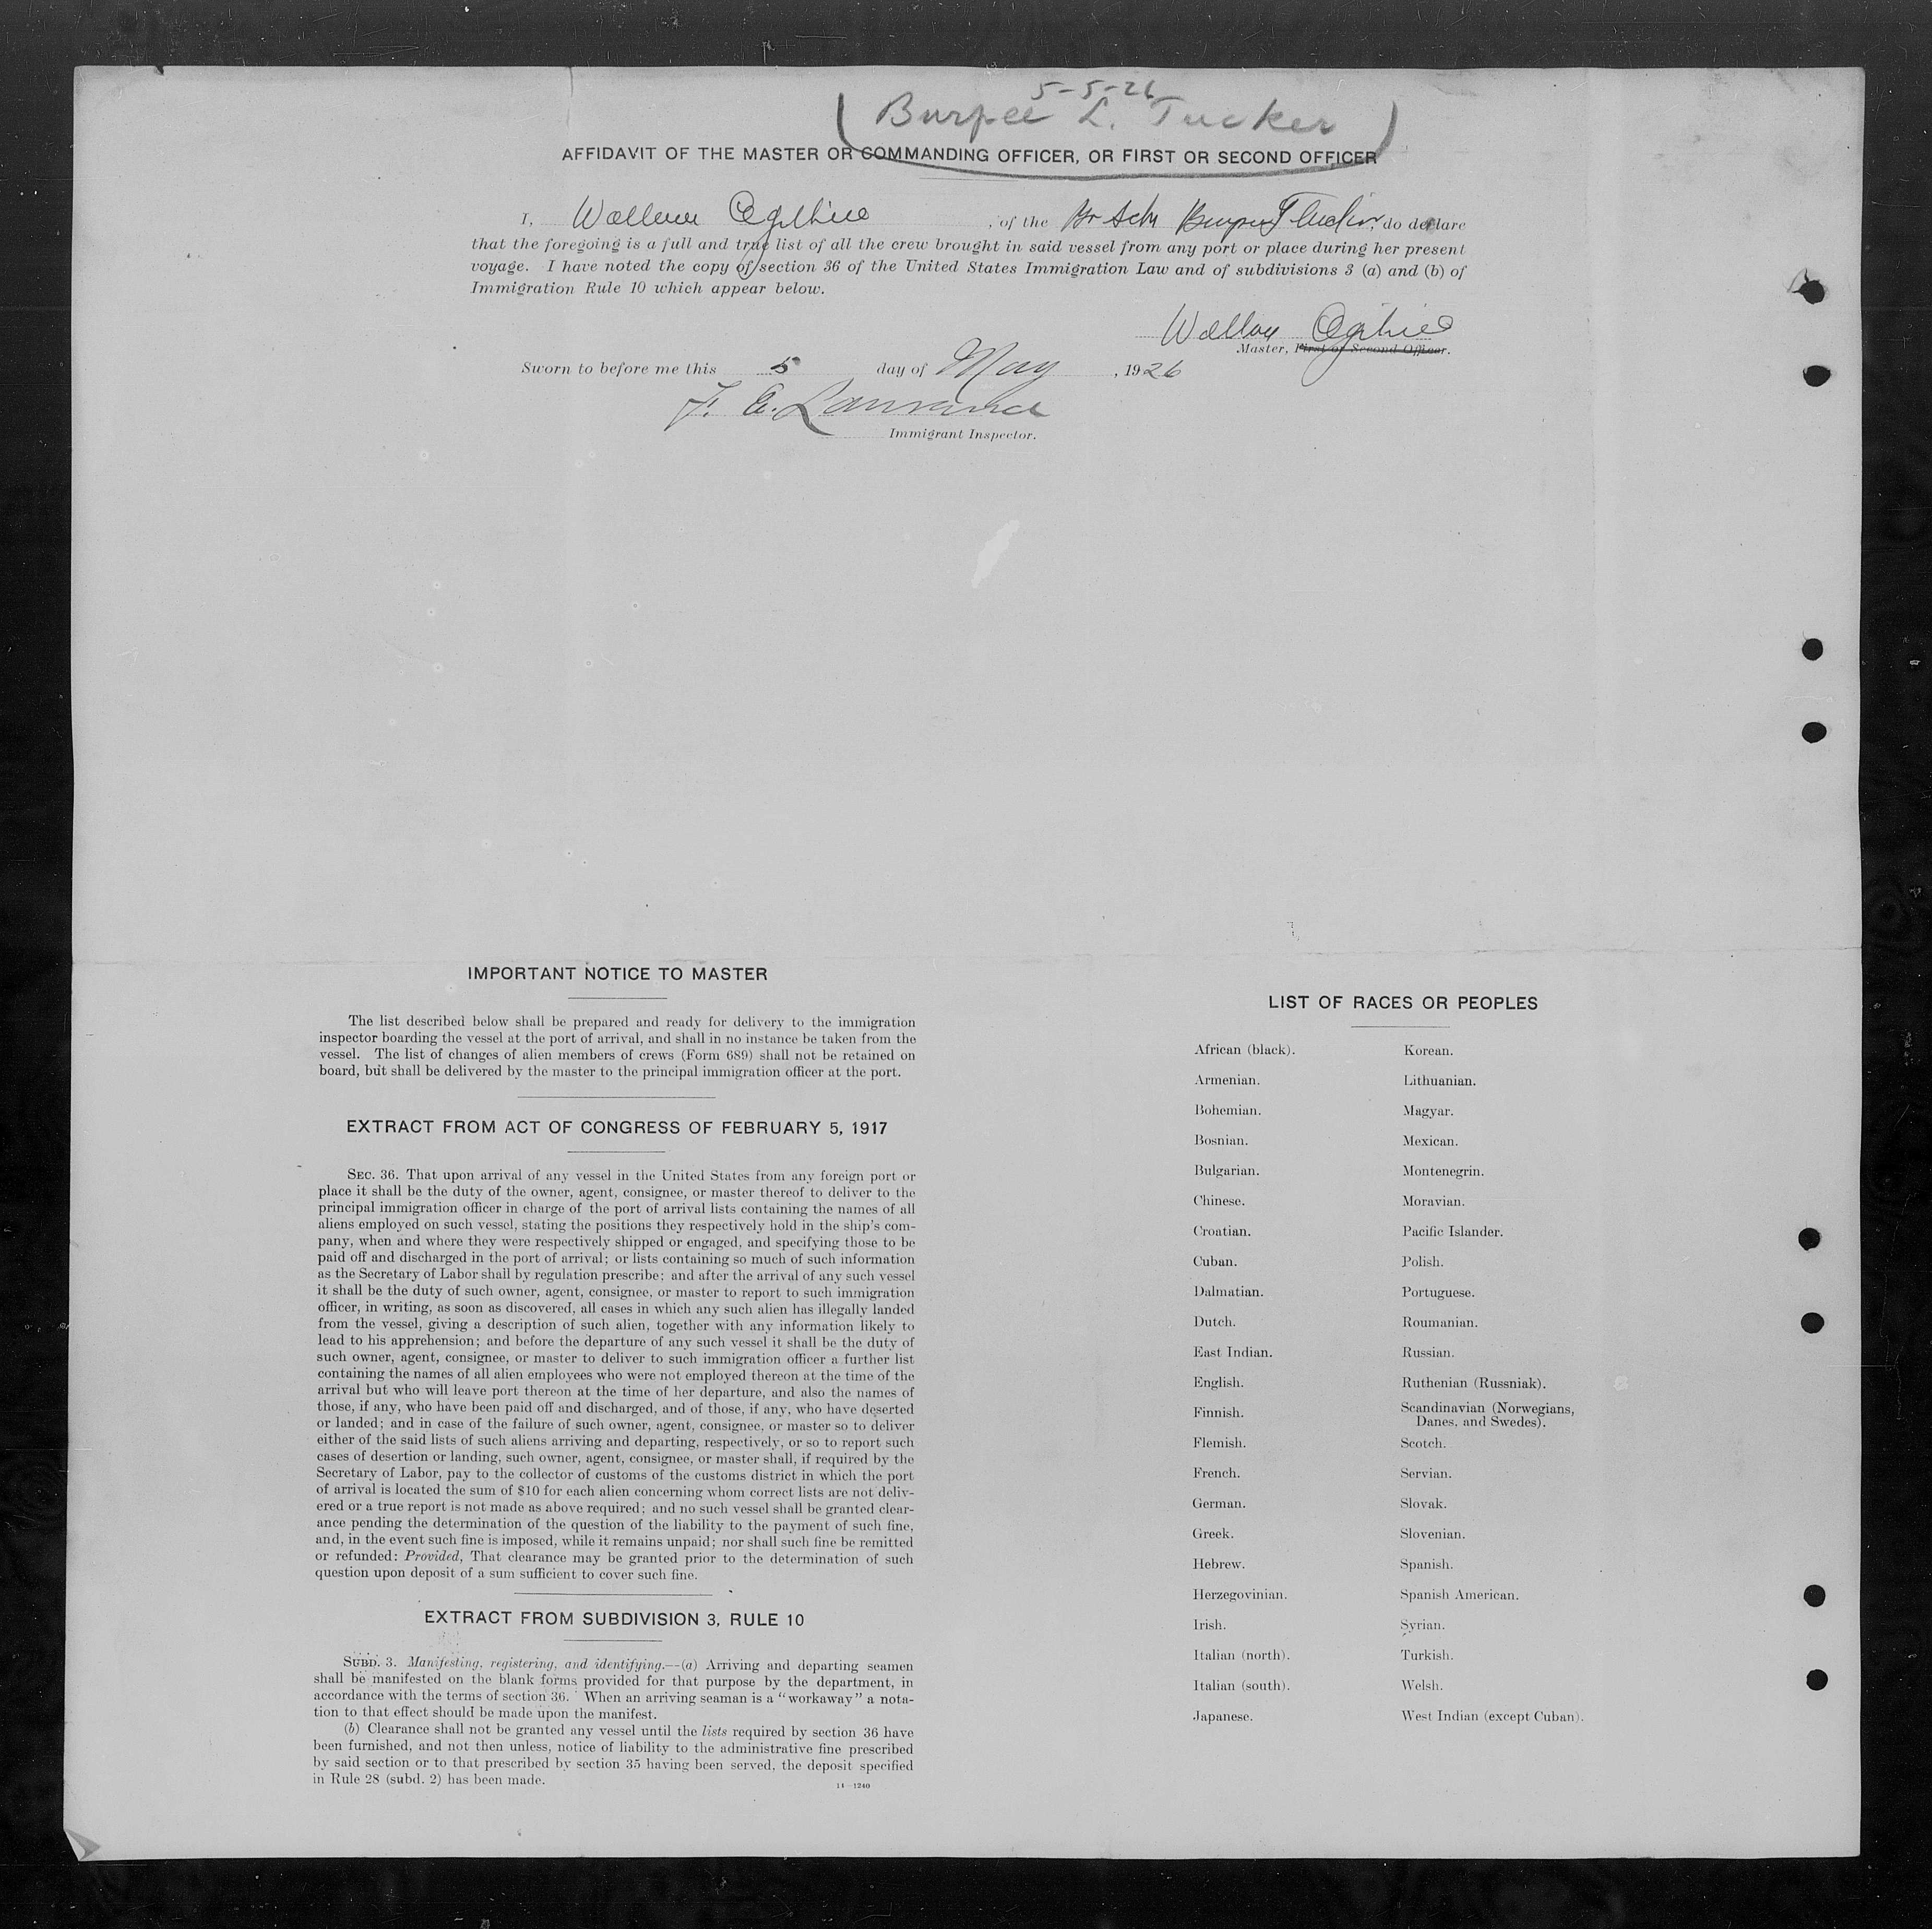 5-5-26
Burpee L. Tucker
AFFIDAVIT OF THE MASTER OR COMMANDING OFFICER, OR FIRST OR SECOND OFFICER
I, Wallace Ogilvie, of the Br Sch Burpee L Tucker, do declare
that the foregoing is a full and true list of all the crew brought in said vessel from any port or place during her present
voyage. I have noted the copy of section 36 of the United States Immigration Law and of subdivisions 3 (a) and (b) of
Immigration Rule 10 which appear below.
Wallace Ogilvie
Master, First or Second Officer.
Sworn to before me this 5 day of May, 1926
F. E. Lawrence
Immigrant Inspector.
IMPORTANT NOTICE TO MASTER
The list described below shall be prepared and ready for delivery to the immigration
inspector boarding the vessel at the port of arrival, and shall in no instance be taken from the
vessel. The list of changes of alien members of crews (Form 689) shall not be retained on
board, but shall be delivered by the master to the principal immigration officer at the port.
EXTRACT FROM ACT OF CONGRESS OF FEBRUARY 5, 1917
SEC. 36. That upon arrival of any vessel in the United States from any foreign port or
place it shall be the duty of the owner, agent, consignee, or master thereof to deliver to the
principal immigration officer in charge of the port of arrival lists containing the names of all
aliens employed on such vessel, stating the positions they respectively hold in the ship's com-
pany, when and where they were respectively shipped or engaged, and specifying those to be
paid off and discharged in the port of arrival; or lists containing so much of such information
as the Secretary of Labor shall by regulation prescribe; and after the arrival of any such vessel
it shall be the duty of such owner, agent, consignee, or master to report to such immigration
officer, in writing, as soon as discovered, all cases in which any such alien has illegally landed
from the vessel, giving a description of such alien, together with any information likely to
lead to his apprehension; and before the departure of any such vessel it shall be the duty of
such owner, agent, consignee, or master to deliver to such immigration officer a further list
containing the names of all alien employees who were not employed thereon at the time of the
arrival but who will leave port thereon at the time of her departure, and also the names of
those, if any, who have been paid off and discharged, and of those, if any, who have deserted
or landed; and in case of the failure of such owner, agent, consignee, or master so to deliver
either of the said lists of such aliens arriving and departing, respectively, or so to report such
cases of desertion or landing, such owner, agent, consignee, or master shall, if required by the
Secretary of Labor, pay to the collector of customs of the customs district in which the port
of arrival is located the sum of $10 for each alien concerning whom correct lists are not deliv-
ered or a true report is not made as above required; and no such vessel shall be granted clear-
ance pending the determination of the question of the liability to the payment of such fine,
and, in the event such fine is imposed, while it remains unpaid; nor shall such fine be remitted
or refunded: Provided, That clearance may be granted prior to the determination of such
question upon deposit of a sum sufficient to cover such fine.
EXTRACT FROM SUBDIVISION 3, RULE 10
SUBD. 3. Manifesting, registering, and identifying.—(a) Arriving and departing seamen
shall be manifested on the blank forms provided for that purpose by the department, in
accordance with the terms of section 36. When an arriving seaman is a "workaway" a nota-
tion to that effect should be made upon the manifest.
(b) Clearance shall not be granted any vessel until the lists required by section 36 have
been furnished, and not then unless, notice of liability to the administrative fine prescribed
by said section or to that prescribed by section 35 having been served, the deposit specified
in Rule 28 (subd. 2) has been made.
14—1240
LIST OF RACES OR PEOPLES
African (black).
Armenian.
Bohemian.
Bosnian.
Bulgarian.
Chinese.
Croatian.
Cuban.
Dalmatian.
Dutch.
East Indian.
English.
Finnish.
Flemish.
French.
German.
Greek.
Hebrew.
Herzegovinian.
Irish.
Italian (north).
Italian (south).
Japanese.
Korean.
Lithuanian.
Magyar.
Mexican.
Montenegrin.
Moravian.
Pacific Islander.
Polish.
Portuguese.
Roumanian.
Russian.
Ruthenian (Russniak).
Scandinavian (Norwegians,
Danes, and Swedes).
Scotch.
Servian.
Slovak.
Slovenian.
Spanish.
Spanish American.
Syrian.
Turkish.
Welsh.
West Indian (except Cuban).